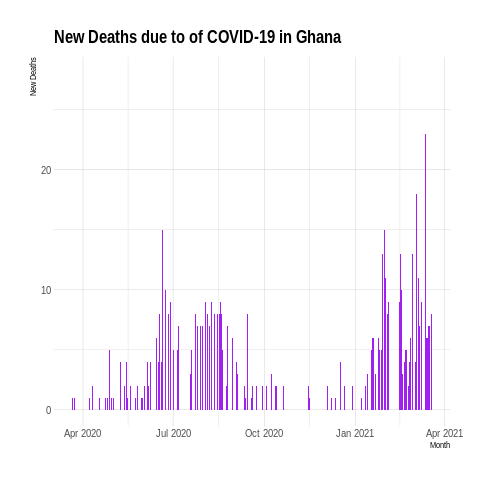 New Deaths due to of COVID-19 in Ghana
New Deaths
20
10
0
Apr 2020 Jul 2020 Oct 2020 Jan 2021 Apr 2021
Month